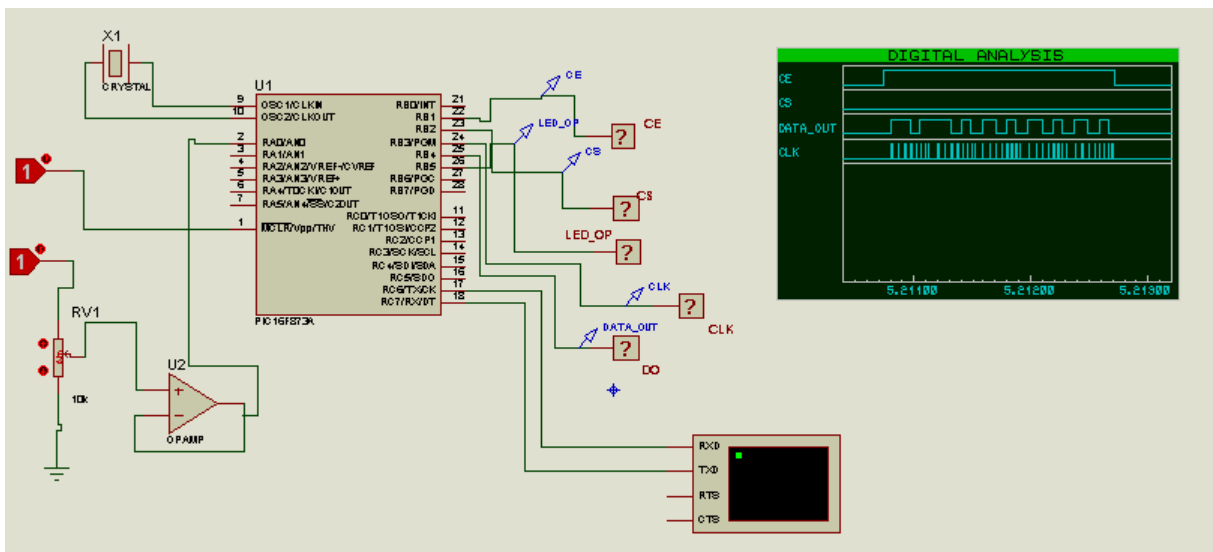 X1
CRYSTAL
U1
9
OSC1/CLKIN
10
OSC2/CLKOUT
2
RA0/AN0
3
RA1/AN1
4
RA2/AN2/VREF-/CVREF
5
RA3/AN3/VREF+
6
RA4/T0CKI/C1OUT
7
RA5/AN4/SS/C2OUT
1
MCLR/Vpp/THV
RB0/INT
21
RB1
22
RB2
23
RB3/PGM
24
RB4
25
RB5
26
RB6/PGC
27
RB7/PGD
28
RC0/T1OSO/T1CKI
11
RC1/T1OSI/CCP2
12
RC2/CCP1
13
RC3/SCK/SCL
14
RC4/SDI/SDA
15
RC5/SDO
16
RC6/TX/CK
17
RC7/RX/DT
18
PIC16F873A
1
1
RV1
10k
U2
OPAMP
CE
? CE
LED_OP
CS
CS
?
LED_OP
?
CLK
?
CLK
DATA_OUT
?
DO
RXD
TXD
RTS
CTS
DIGITAL ANALYSIS
CE
CS
DATA_OUT
CLK
5.21100 5.21200 5.21300